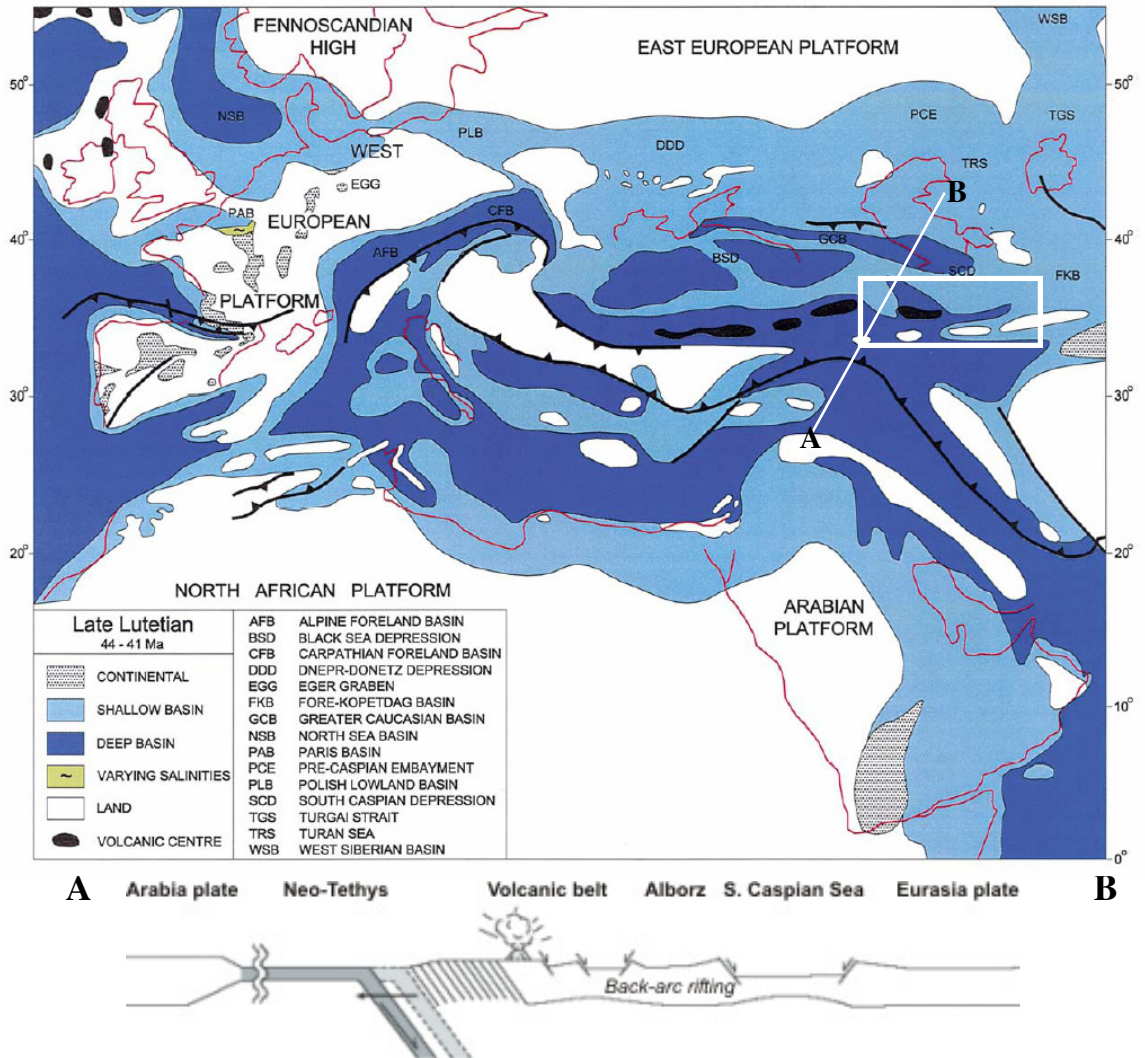 FENNOSCANDIAN
HIGH
EAST EUROPEAN PLATFORM
WSB
50°
50°
NSB
PCE
TGS
PLB
DDD
WEST
TRS
EGG
B
PAB
~
EUROPEAN
CFB
40°
40°
AFB
GCB
BSD
SCD
FKB
PLATFORM
30°
30°
A
20°
20°
NORTH AFRICAN PLATFORM
ARABIAN
PLATFORM
10°
10°
0°
Late Lutetian
44 - 41 Ma
CONTINENTAL
SHALLOW BASIN
DEEP BASIN
~ VARYING SALINITIES
LAND
VOLCANIC CENTRE
AFB ALPINE FORELAND BASIN
BSD BLACK SEA DEPRESSION
CFB CARPATHIAN FORELAND BASIN
DDD DNEPR-DONETZ DEPRESSION
EGG EGER GRABEN
FKB FORE-KOPETDAG BASIN
GCB GREATER CAUCASIAN BASIN
NSB NORTH SEA BASIN
PAB PARIS BASIN
PCE PRE-CASPIAN EMBAYMENT
PLB POLISH LOWLAND BASIN
SCD SOUTH CASPIAN DEPRESSION
TGS TURGAI STRAIT
TRS TURAN SEA
WSB WEST SIBERIAN BASIN
A B
Arabia plate Neo-Tethys Volcanic belt Alborz S. Caspian Sea Eurasia plate
Back-arc rifting